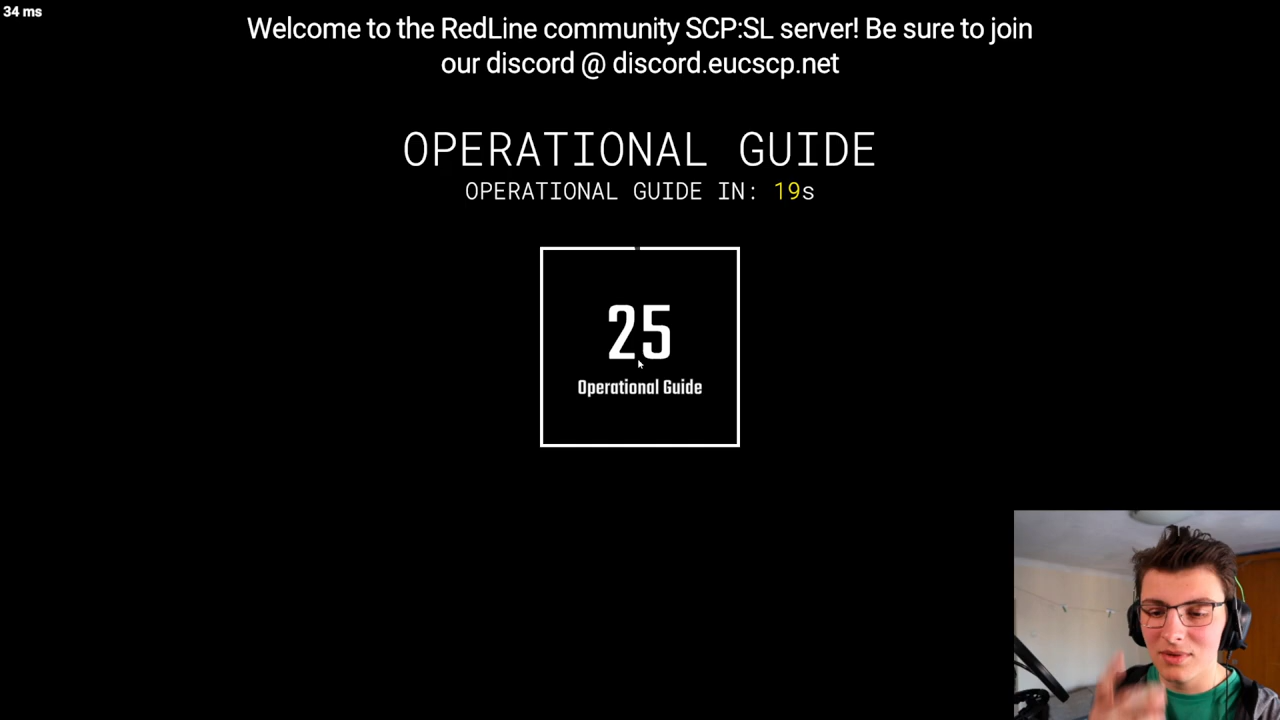 34 ms
Welcome to the RedLine community SCP:SL server! Be sure to join
our discord @ discord.eucscp.net
OPERATIONAL GUIDE
OPERATIONAL GUIDE IN: 19s
25
Operational Guide